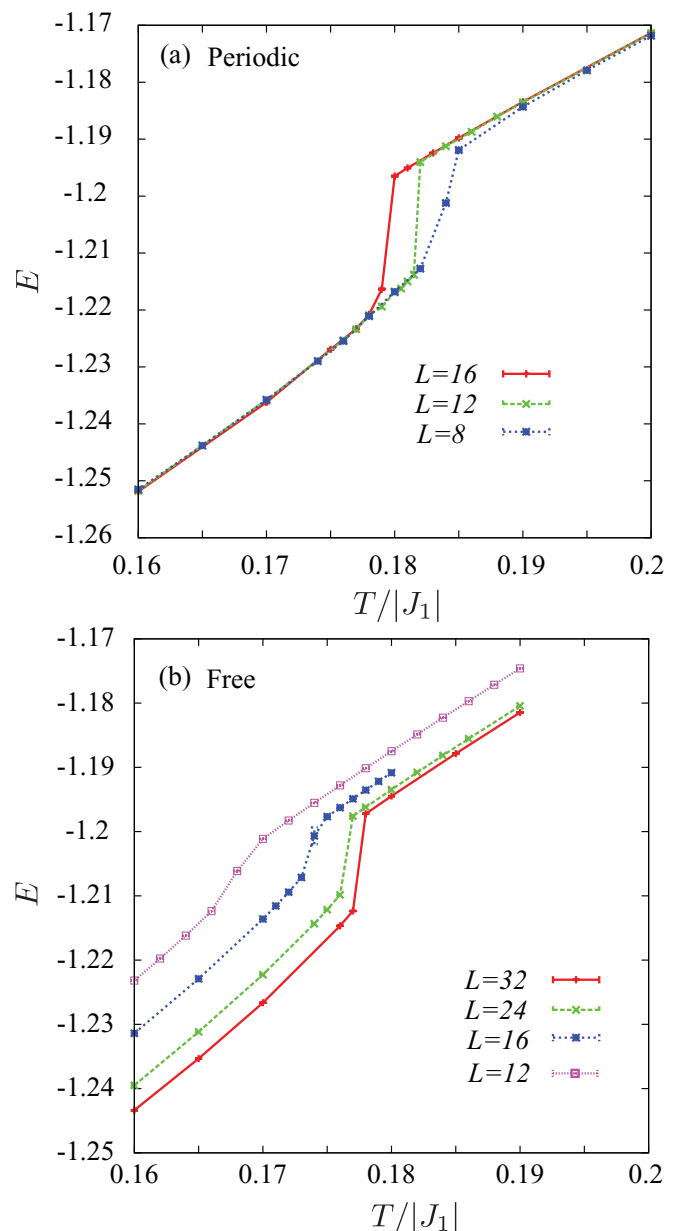 (a) Periodic
-1.17
-1.18
-1.19
-1.2
-1.21
-1.22
-1.23
-1.24
-1.25
-1.26
E
L=16
L=12
L=8
0.16 0.17 0.18 0.19 0.2
T/|J₁|
(b) Free
-1.17
-1.18
-1.19
-1.2
-1.21
-1.22
-1.23
-1.24
-1.25
E
L=32
L=24
L=16
L=12
0.16 0.17 0.18 0.19 0.2
T/|J₁|